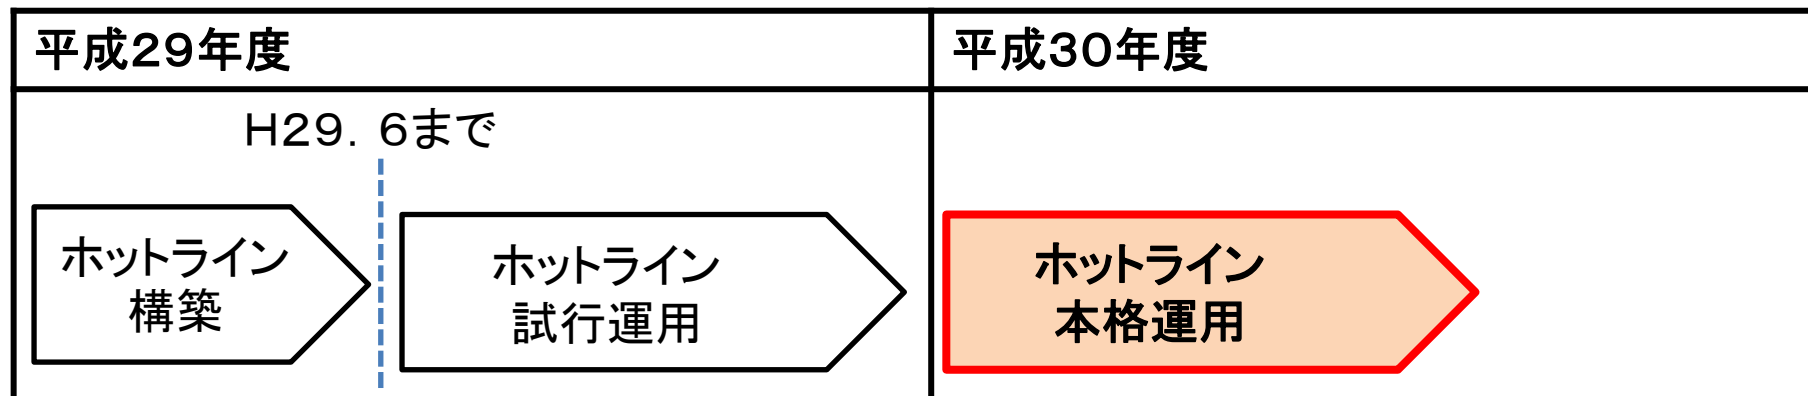 平成29年度
平成30年度
H29．6まで
ホットライン
構築
ホットライン
試行運用
ホットライン
本格運用